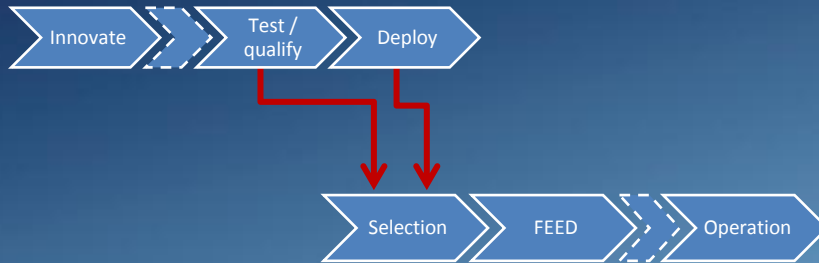 Innovate
Test /
qualify
Deploy
Selection
FEED
Operation